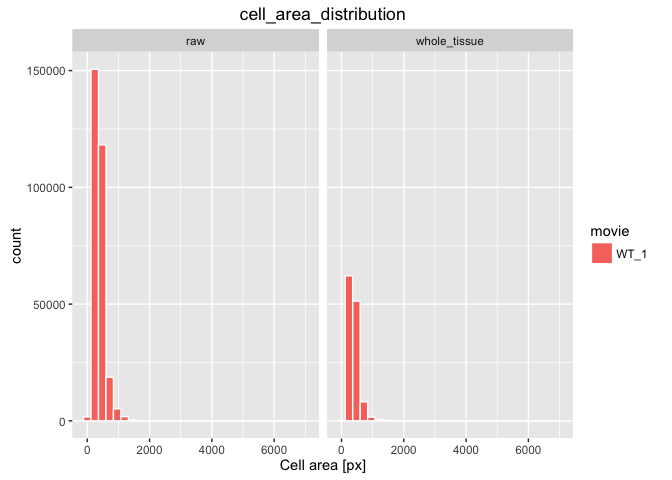 cell_area_distribution
raw
whole_tissue
150000
100000
50000
0
count
0 2000 4000 6000
0 2000 4000 6000
Cell area [px]
movie
WT_1